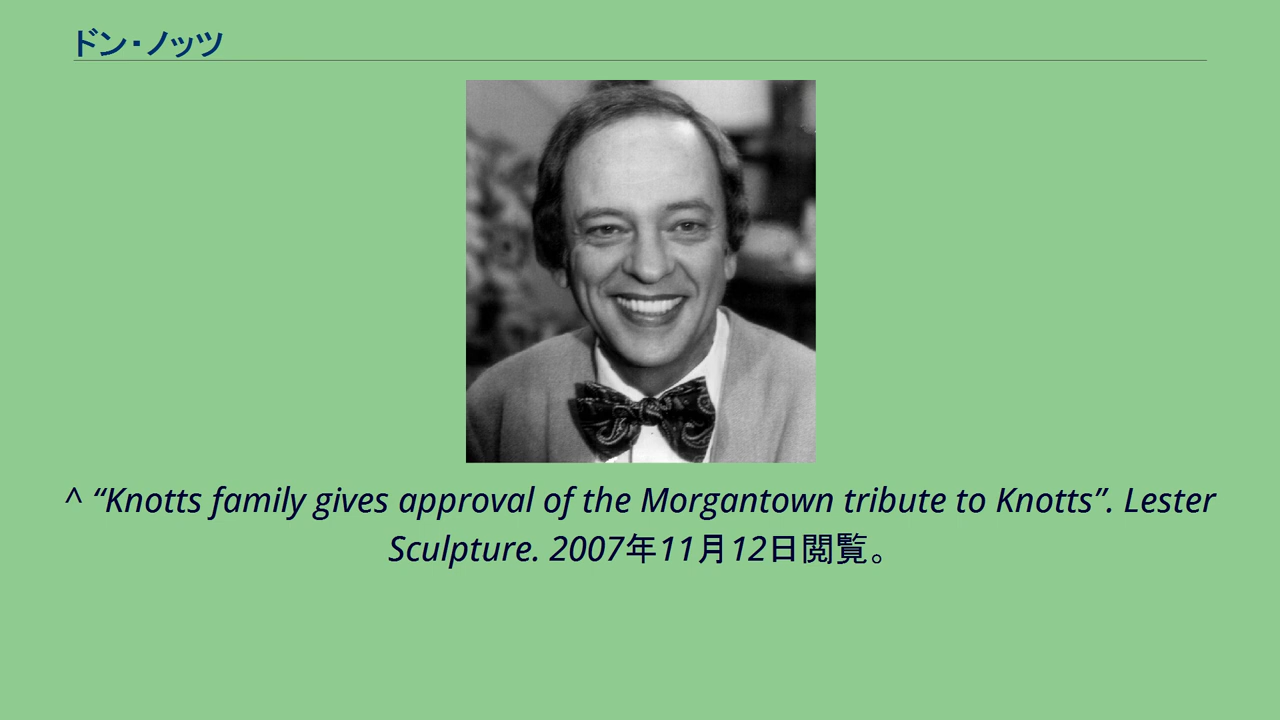 ドン・ノッツ
^ “Knotts family gives approval of the Morgantown tribute to Knotts”. Lester
Sculpture. 2007年11月12日閲覧。